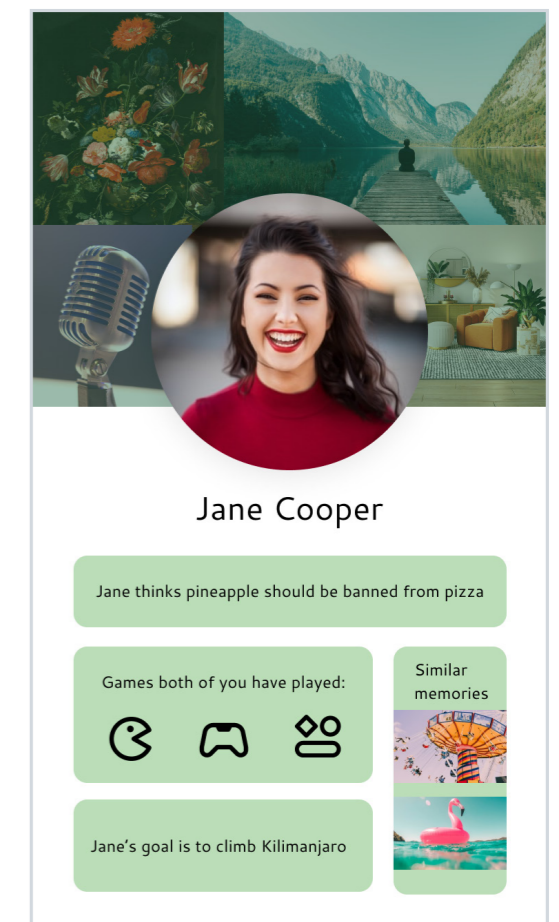 Jane Cooper
Jane thinks pineapple should be banned from pizza
Games both of you have played:
Similar
memories
Jane’s goal is to climb Kilimanjaro